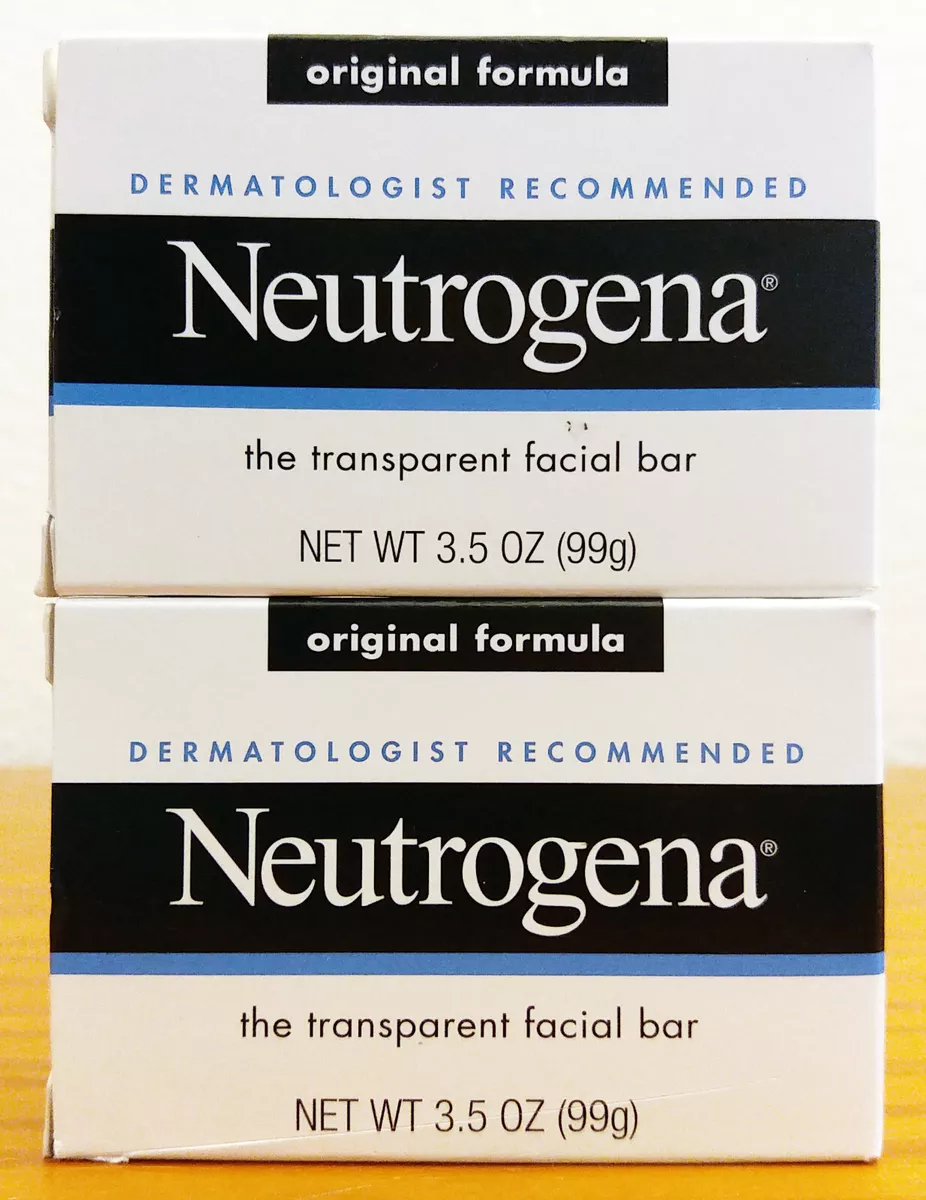 original formula
DERMATOLOGIST RECOMMENDED
Neutrogena®
the transparent facial bar
NET WT 3.5 OZ (99g)
original formula
DERMATOLOGIST RECOMMENDED
Neutrogena®
the transparent facial bar
NET WT 3.5 OZ (99g)